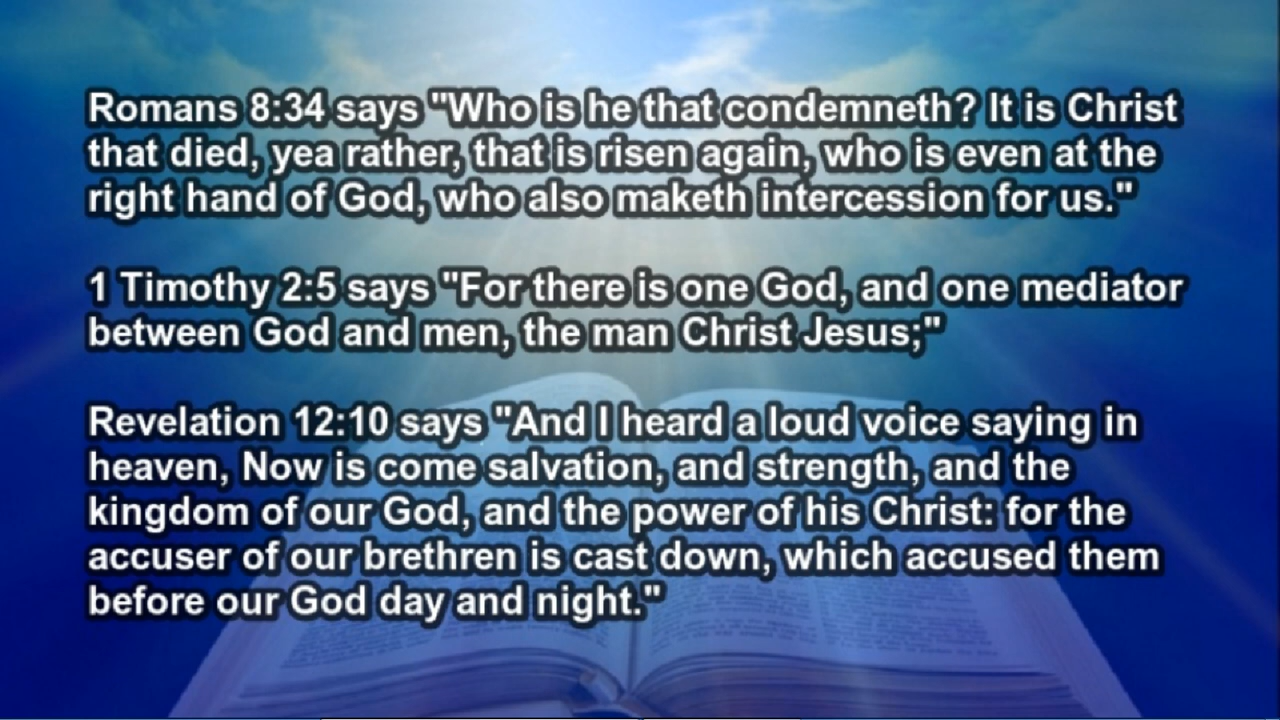 Romans 8:34 says "Who is he that condemneth? It is Christ
that died, yea rather, that is risen again, who is even at the
right hand of God, who also maketh intercession for us."
1 Timothy 2:5 says "For there is one God, and one mediator
between God and men, the man Christ Jesus;"
Revelation 12:10 says "And I heard a loud voice saying in
heaven, Now is come salvation, and strength, and the
kingdom of our God, and the power of his Christ: for the
accuser of our brethren is cast down, which accused them
before our God day and night."